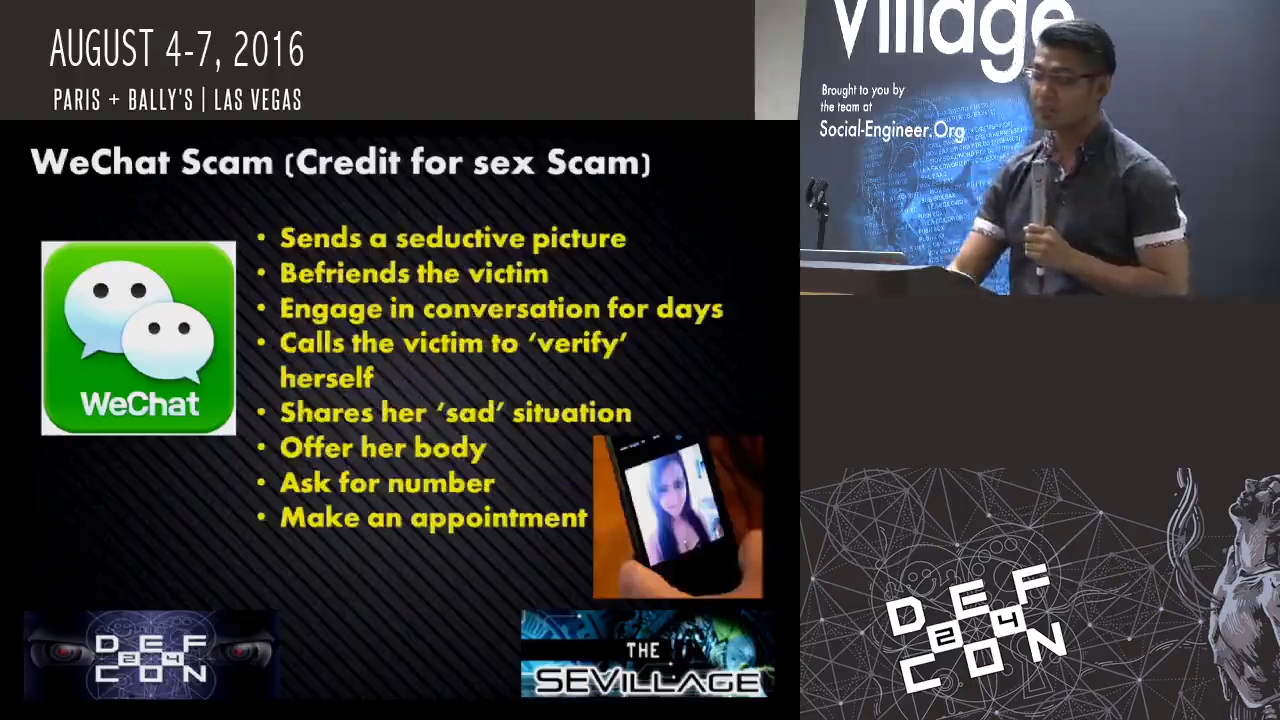 AUGUST 4-7, 2016
PARIS + BALLY'S | LAS VEGAS
Village
Brought to you by
the team at
Social-Engineer.Org
WeChat Scam (Credit for sex Scam)
WeChat
• Sends a seductive picture
• Befriends the victim
• Engage in conversation for days
• Calls the victim to ‘verify’
herself
• Shares her ‘sad’ situation
• Offer her body
• Ask for number
• Make an appointment
DEF
24
CON
THE
SEVILLAGE
DEF
24
CON